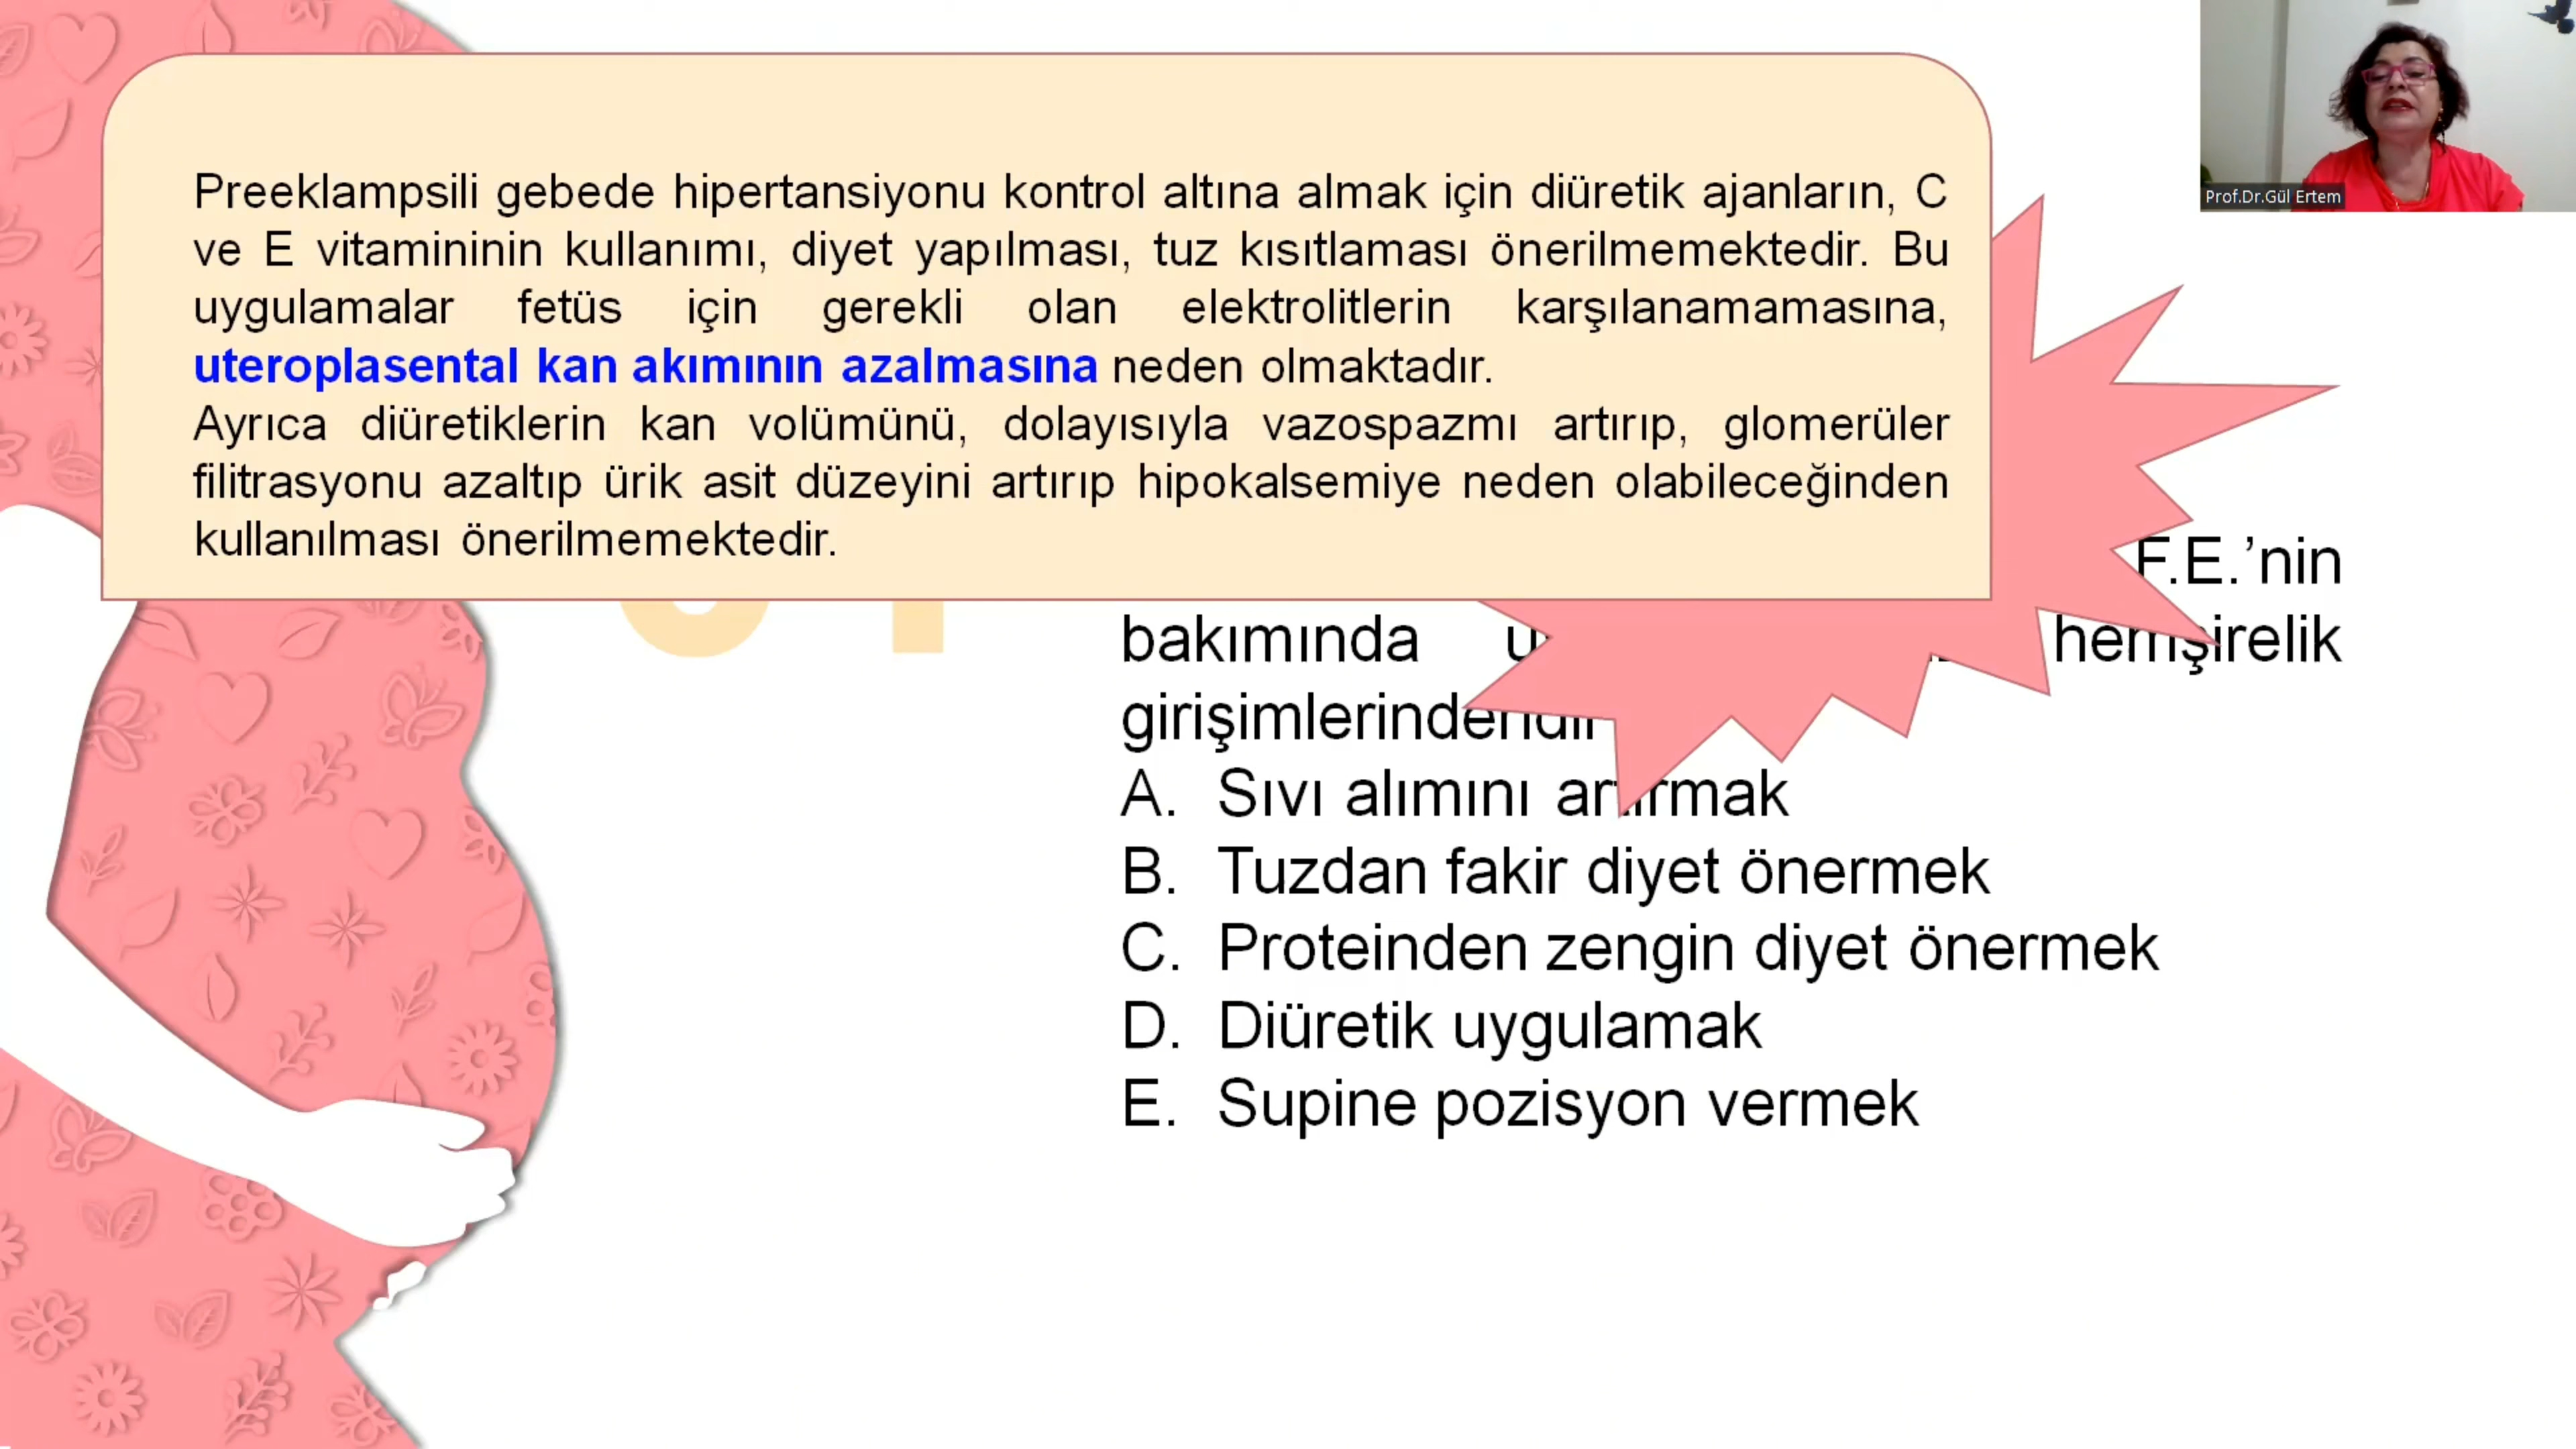 Preeklampsili gebede hipertansiyonu kontrol altına almak için diüretik ajanların, C
ve E vitamininin kullanımı, diyet yapılması, tuz kısıtlaması önerilmemektedir. Bu
uygulamalar fetüs için gerekli olan elektrolitlerin karşılanamamasına,
uteroplasental kan akımının azalmasına neden olmaktadır.
Ayrıca diüretiklerin kan volümünü, dolayısıyla vazospazmı artırıp, glomerüler
filitrasyonu azaltıp ürik asit düzeyini artırıp hipokalsemiye neden olabileceğinden
kullanılması önerilmemektedir.
Prof.Dr.Gül Ertem
F.E.’nin
bakımında hemşirelik
girişimlerindendir
A. Sıvı alımını artırmak
B. Tuzdan fakir diyet önermek
C. Proteinden zengin diyet önermek
D. Diüretik uygulamak
E. Supine pozisyon vermek